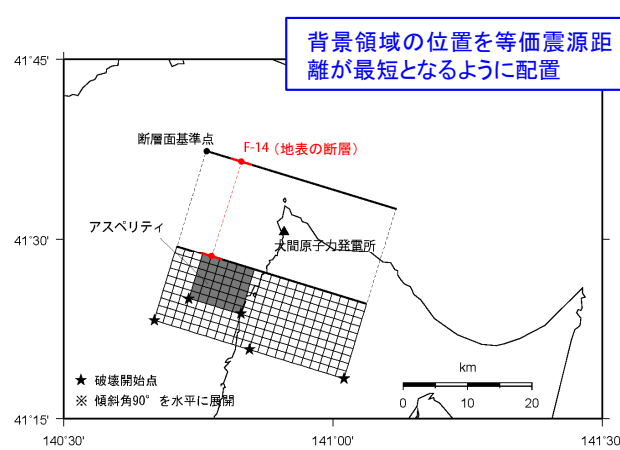 背景領域の位置を等価震源距
離が最短となるように配置
41°45'
断層面基準点
F-14（地表の断層）
アスペリティ
大間原子力発電所
41°30'
km
★ 破壊開始点
※ 傾斜角90° を水平に展開
0 10 20
41°15'
140°30' 141°00' 141°30'